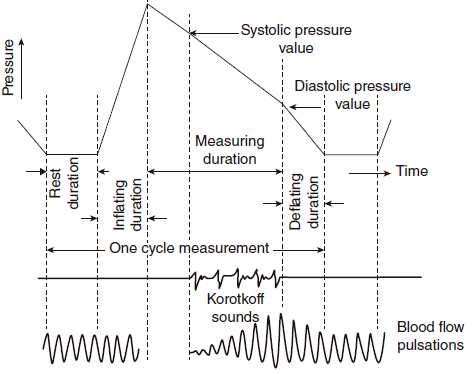 Pressure
Systolic pressure
value
Diastolic pressure
value
Measuring
duration
Time
Rest
duration
Inflating
duration
Deflating
duration
One cycle measurement
Korotkoff
sounds
Blood flow
pulsations